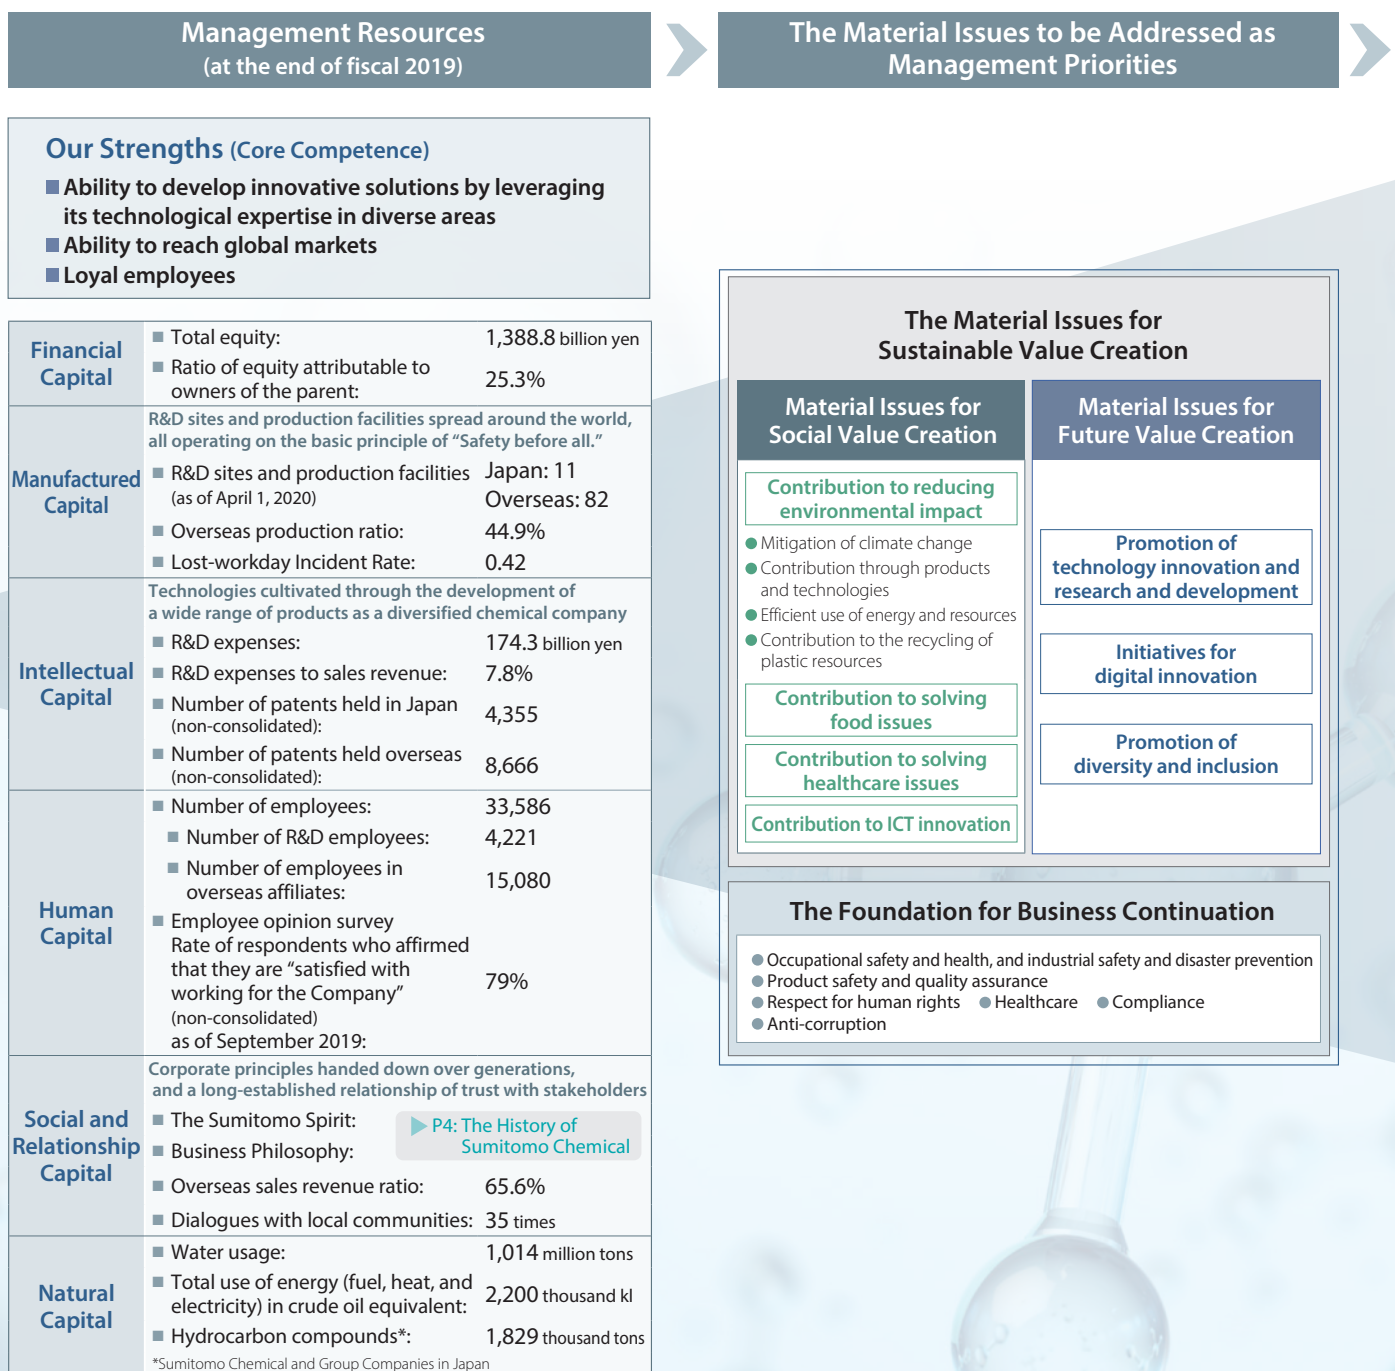 Management Resources
(at the end of fiscal 2019)
Our Strengths (Core Competence)
Ability to develop innovative solutions by leveraging
its technological expertise in diverse areas
Ability to reach global markets
Loyal employees
Financial
Capital
Total equity: 1,388.8 billion yen
Ratio of equity attributable to
owners of the parent: 25.3%
Manufactured
Capital
R&D sites and production facilities spread around the world,
all operating on the basic principle of “Safety before all.”
R&D sites and production facilities Japan: 11
(as of April 1, 2020) Overseas: 82
Overseas production ratio: 44.9%
Lost-workday Incident Rate: 0.42
Intellectual
Capital
Technologies cultivated through the development of
a wide range of products as a diversified chemical company
R&D expenses: 174.3 billion yen
R&D expenses to sales revenue: 7.8%
Number of patents held in Japan
(non-consolidated): 4,355
Number of patents held overseas
(non-consolidated): 8,666
Human
Capital
Number of employees: 33,586
Number of R&D employees: 4,221
Number of employees in
overseas affiliates: 15,080
Employee opinion survey
Rate of respondents who affirmed
that they are “satisfied with
working for the Company” 79%
(non-consolidated)
as of September 2019:
Social and
Relationship
Capital
Corporate principles handed down over generations,
and a long-established relationship of trust with stakeholders
The Sumitomo Spirit:
Business Philosophy:
P4: The History of
Sumitomo Chemical
Overseas sales revenue ratio: 65.6%
Dialogues with local communities: 35 times
Natural
Capital
Water usage: 1,014 million tons
Total use of energy (fuel, heat, and
electricity) in crude oil equivalent: 2,200 thousand kl
Hydrocarbon compounds*: 1,829 thousand tons
*Sumitomo Chemical and Group Companies in Japan
The Material Issues to be Addressed as
Management Priorities
The Material Issues for
Sustainable Value Creation
Material Issues for
Social Value Creation
Contribution to reducing
environmental impact
Mitigation of climate change
Contribution through products
and technologies
Efficient use of energy and resources
Contribution to the recycling of
plastic resources
Contribution to solving
food issues
Contribution to solving
healthcare issues
Contribution to ICT innovation
Material Issues for
Future Value Creation
Promotion of
technology innovation and
research and development
Initiatives for
digital innovation
Promotion of
diversity and inclusion
The Foundation for Business Continuation
Occupational safety and health, and industrial safety and disaster prevention
Product safety and quality assurance
Respect for human rights Healthcare Compliance
Anti-corruption